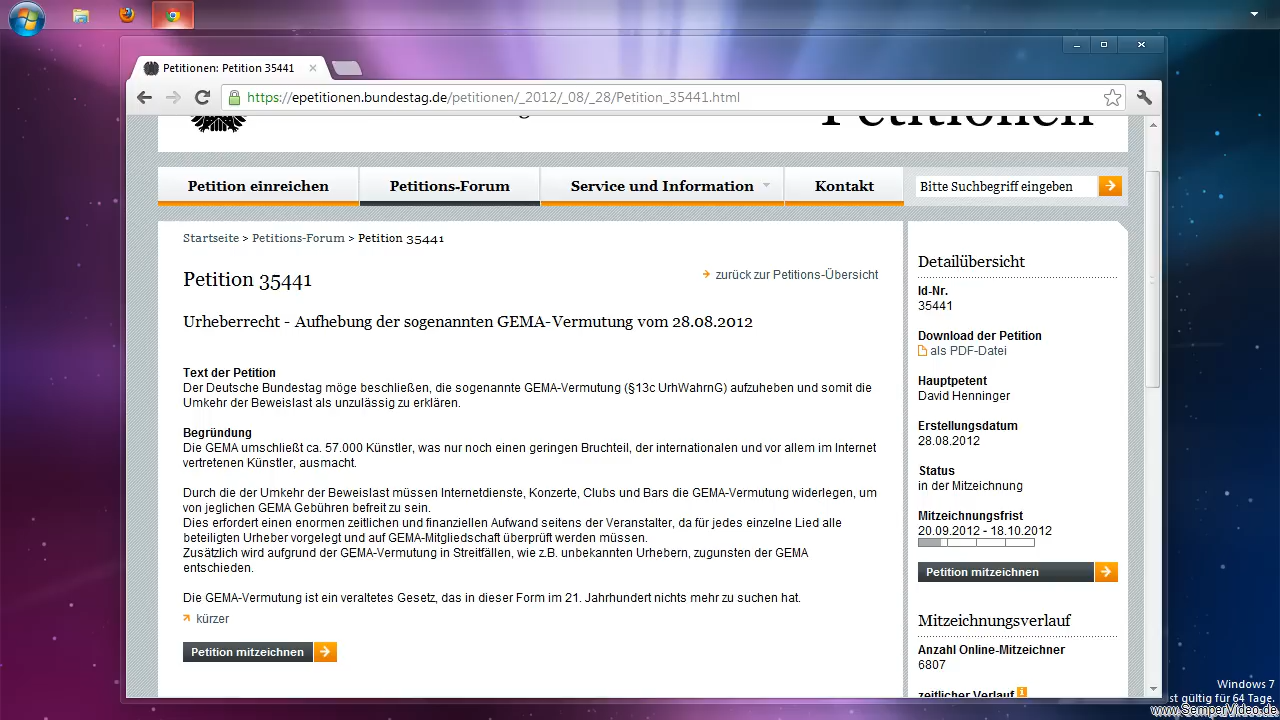 Petitionen: Petition 35441
https://epetitionen.bundestag.de/petitionen/_2012/_08/_28/Petition_35441.html
Petitionen
Petition einreichen
Petitions-Forum
Service und Information
Kontakt
Bitte Suchbegriff eingeben
Startseite > Petitions-Forum > Petition 35441
Petition 35441
zurück zur Petitions-Übersicht
Urheberrecht - Aufhebung der sogenannten GEMA-Vermutung vom 28.08.2012
Text der Petition
Der Deutsche Bundestag möge beschließen, die sogenannte GEMA-Vermutung (§13c UrhWahrnG) aufzuheben und somit die
Umkehr der Beweislast als unzulässig zu erklären.
Begründung
Die GEMA umschließt ca. 57.000 Künstler, was nur noch einen geringen Bruchteil, der internationalen und vor allem im Internet
vertretenen Künstler, ausmacht.
Durch die der Umkehr der Beweislast müssen Internetdienste, Konzerte, Clubs und Bars die GEMA-Vermutung widerlegen, um
von jeglichen GEMA Gebühren befreit zu sein.
Dies erfordert einen enormen zeitlichen und finanziellen Aufwand seitens der Veranstalter, da für jedes einzelne Lied alle
beteiligten Urheber vorgelegt und auf GEMA-Mitgliedschaft überprüft werden müssen.
Zusätzlich wird aufgrund der GEMA-Vermutung in Streitfällen, wie z.B. unbekannten Urhebern, zugunsten der GEMA
entschieden.
Die GEMA-Vermutung ist ein veraltetes Gesetz, das in dieser Form im 21. Jahrhundert nichts mehr zu suchen hat.
kürzer
Petition mitzeichnen
Detailübersicht
Id-Nr.
35441
Download der Petition
als PDF-Datei
Hauptpetent
David Henninger
Erstellungsdatum
28.08.2012
Status
in der Mitzeichnung
Mitzeichnungsfrist
20.09.2012 - 18.10.2012
Petition mitzeichnen
Mitzeichnungsverlauf
Anzahl Online-Mitzeichner
6807
zeitlicher Verlauf
Windows 7
st gültig für 64 Tage.
www.SemperVideo.de